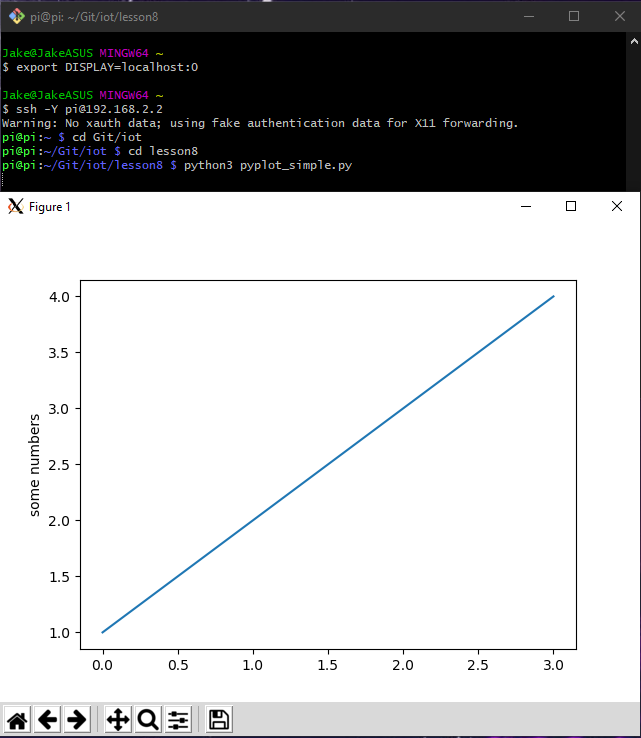 pi@pi: ~/Git/iot/lesson8
Jake@JakeASUS MINGW64 ~
$ export DISPLAY=localhost:0
Jake@JakeASUS MINGW64 ~
$ ssh -Y pi@192.168.2.2
Warning: No xauth data; using fake authentication data for X11 forwarding.
pi@pi:~ $ cd Git/iot
pi@pi:~/Git/iot $ cd lesson8
pi@pi:~/Git/iot/lesson8 $ python3 pyplot_simple.py
Figure 1
4.0
3.5
3.0
2.5
2.0
1.5
1.0
some numbers
0.0 0.5 1.0 1.5 2.0 2.5 3.0